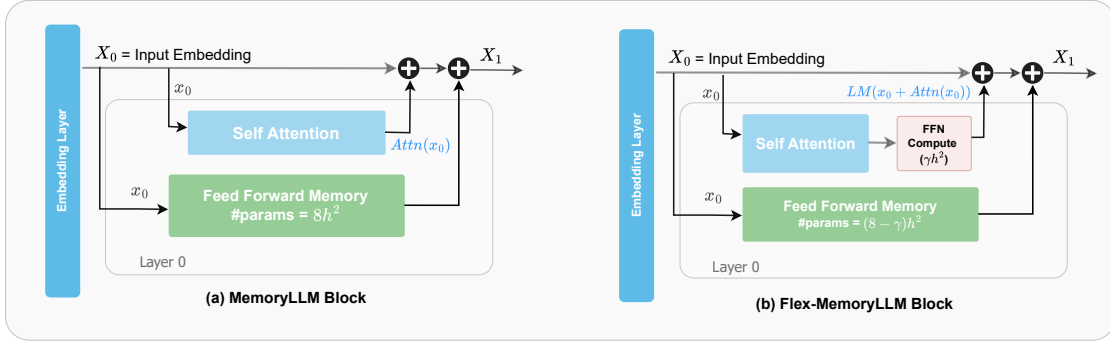 Embedding Layer
X₀ = Input Embedding
X₁
x₀
Self Attention
Attn(x₀)
x₀
Feed Forward Memory
#params = 8h²
Layer 0
(a) MemoryLLM Block
Embedding Layer
X₀ = Input Embedding
X₁
x₀
LM(x₀ + Attn(x₀))
Self Attention
FFN
Compute
(γh²)
x₀
Feed Forward Memory
#params = (8 − γ)h²
Layer 0
(b) Flex-MemoryLLM Block